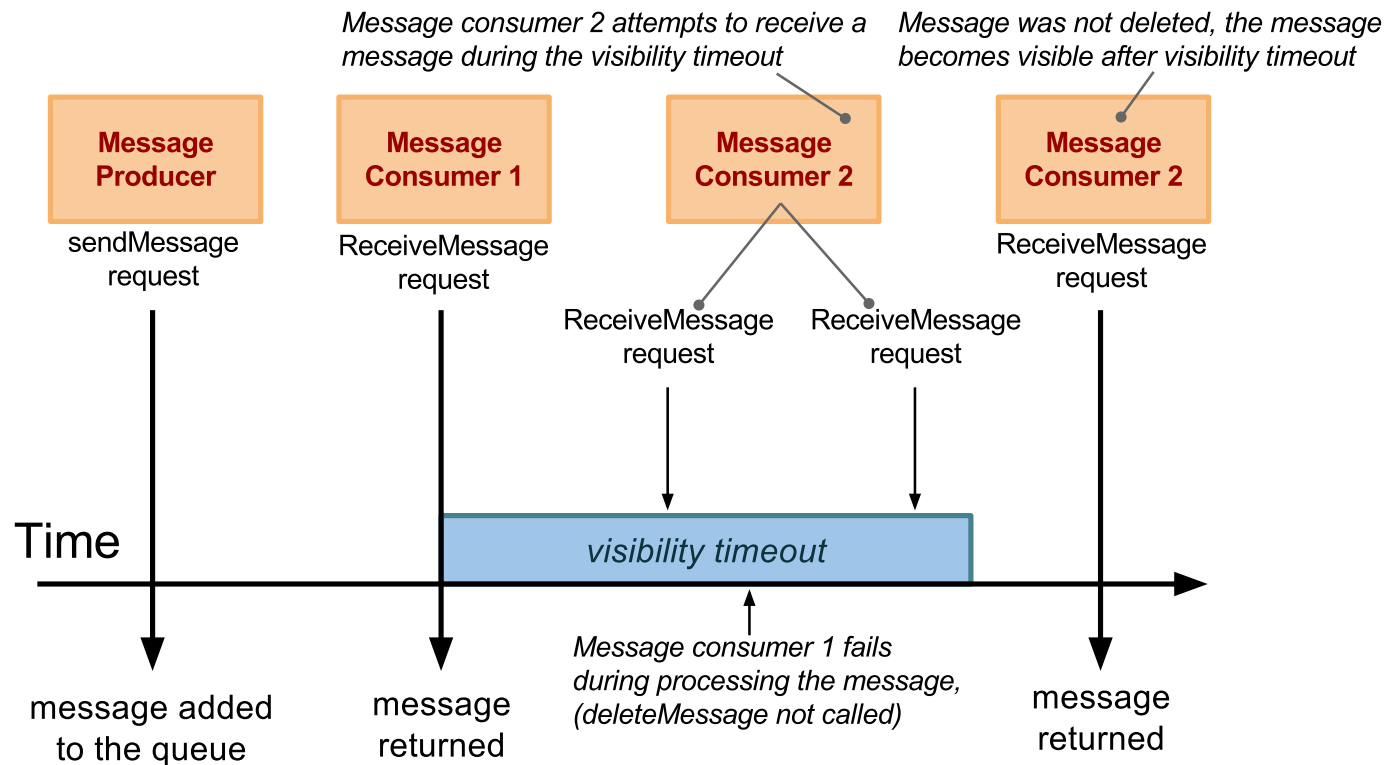 Message consumer 2 attempts to receive a
message during the visibility timeout
Message was not deleted, the message
becomes visible after visibility timeout
Message
Producer
Message
Consumer 1
Message
Consumer 2
Message
Consumer 2
sendMessage
request
ReceiveMessage
request
ReceiveMessage
request
ReceiveMessage
request
ReceiveMessage
request
Time
visibility timeout
message added
to the queue
message
returned
Message consumer 1 fails
during processing the message,
(deleteMessage not called)
message
returned